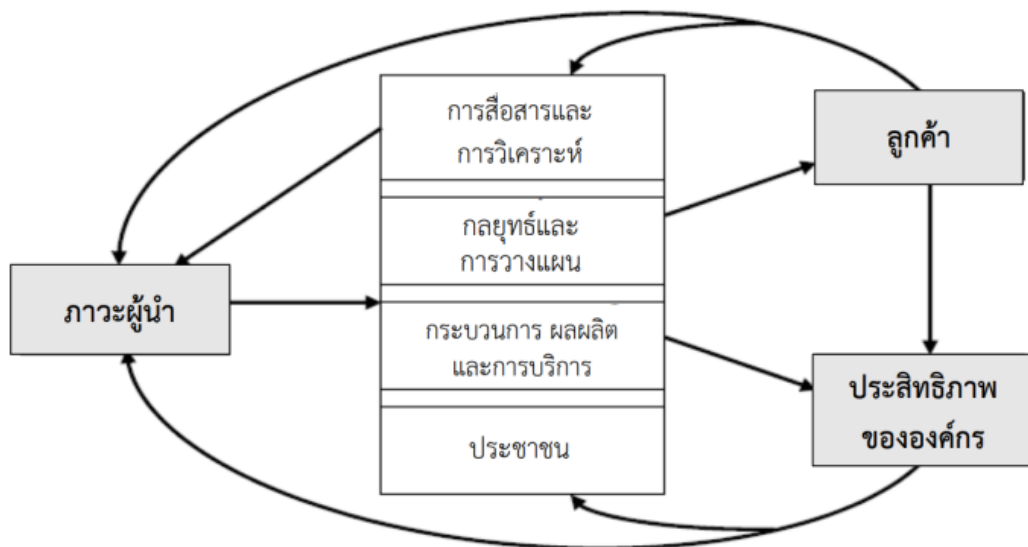 การสื่อสารและ
การวิเคราะห์
ลูกค้า
กลยุทธ์และ
การวางแผน
ภาวะผู้นำ
กระบวนการ ผลผลิต
และการบริการ
ประสิทธิภาพ
ขององค์กร
ประชาชน